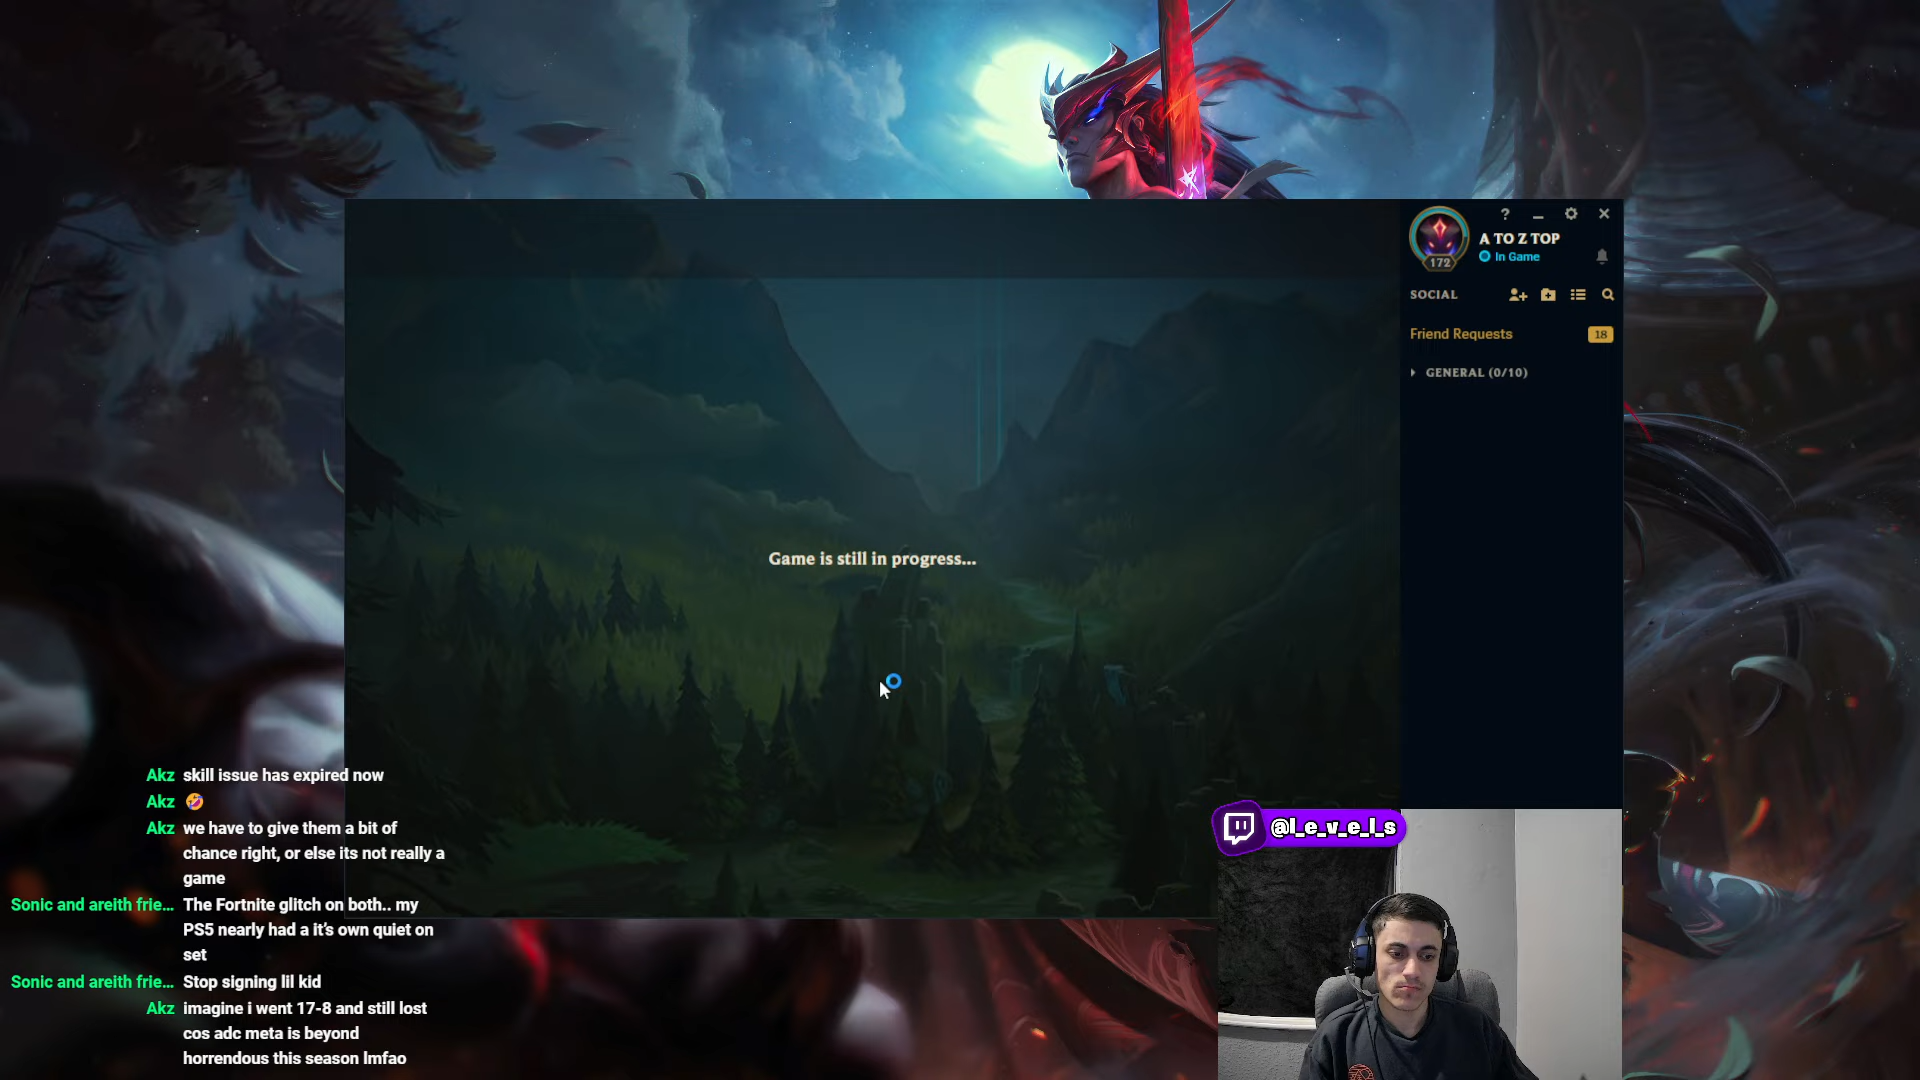 A TO Z TOP
172
In Game
SOCIAL
Friend Requests
18
GENERAL (0/10)
Game is still in progress...
@l_e_v_e_l_s
Akz skill issue has expired now
Akz 🤣
Akz we have to give them a bit of
chance right, or else its not really a
game
Sonic and areith frie... The Fortnite glitch on both.. my
PS5 nearly had a it's own quiet on
set
Sonic and areith frie... Stop signing lil kid
Akz imagine i went 17-8 and still lost
cos adc meta is beyond
horrendous this season lmfao